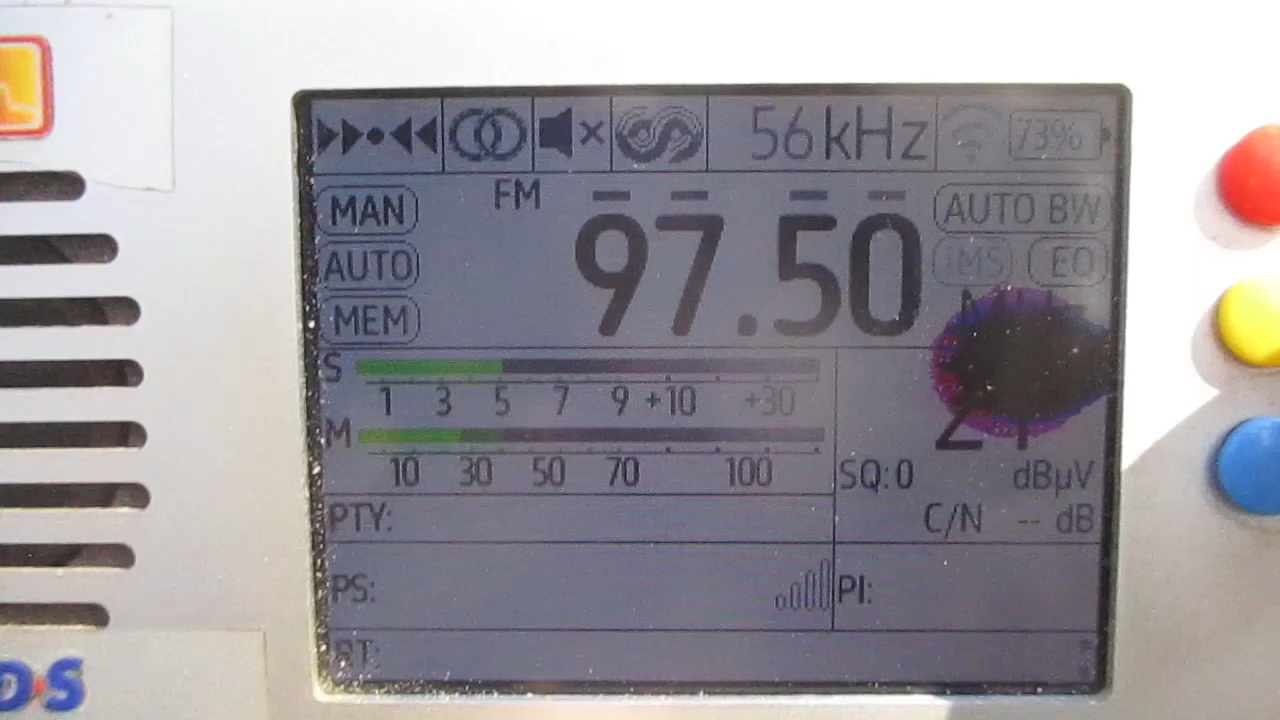 56kHz 73%
FM
MAN 97.50 AUTO BW
AUTO iMS EQ
MEM
S
1 3 5 7 9 +10 +30
M
10 30 50 70 100
SQ:0 dBµV
C/N -- dB
PTY:
PS: PI:
RT: